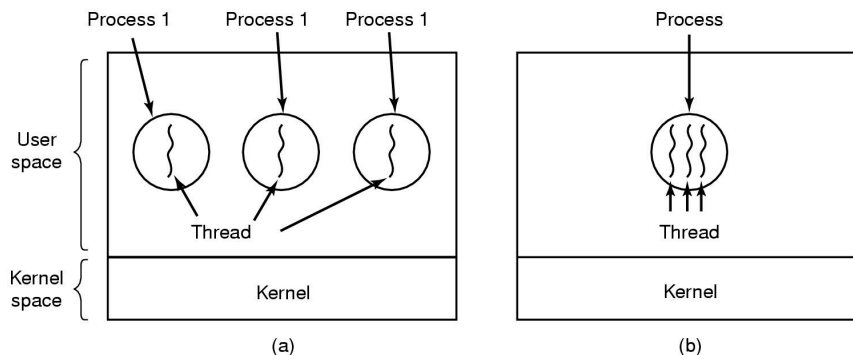 Process 1 Process 1 Process 1 Process
User
space
Thread Thread
Kernel
space
Kernel Kernel
(a) (b)